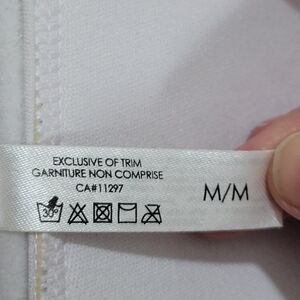 EXCLUSIVE OF TRIM
GARNITURE NON COMPRISE
CA#11297
M/M
30°